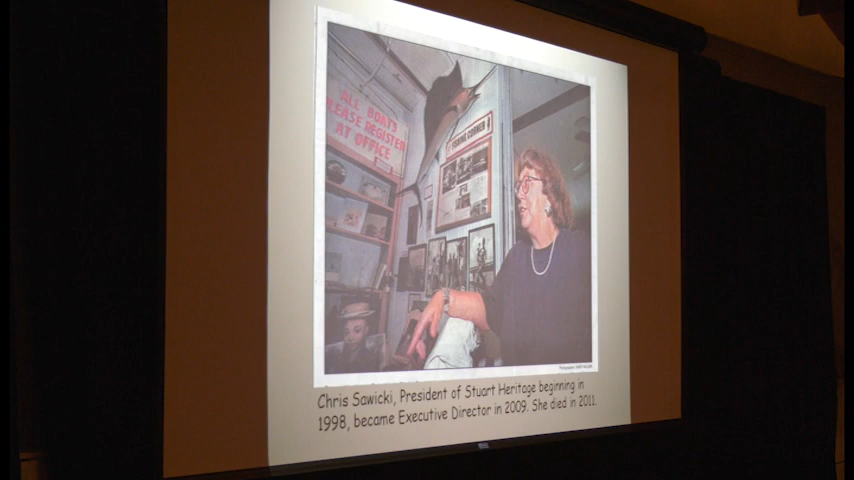 ALL BOATS
PLEASE REGISTER
AT OFFICE
FISHING CORNER
Chris Sawicki, President of Stuart Heritage beginning in
1998, became Executive Director in 2009. She died in 2011.